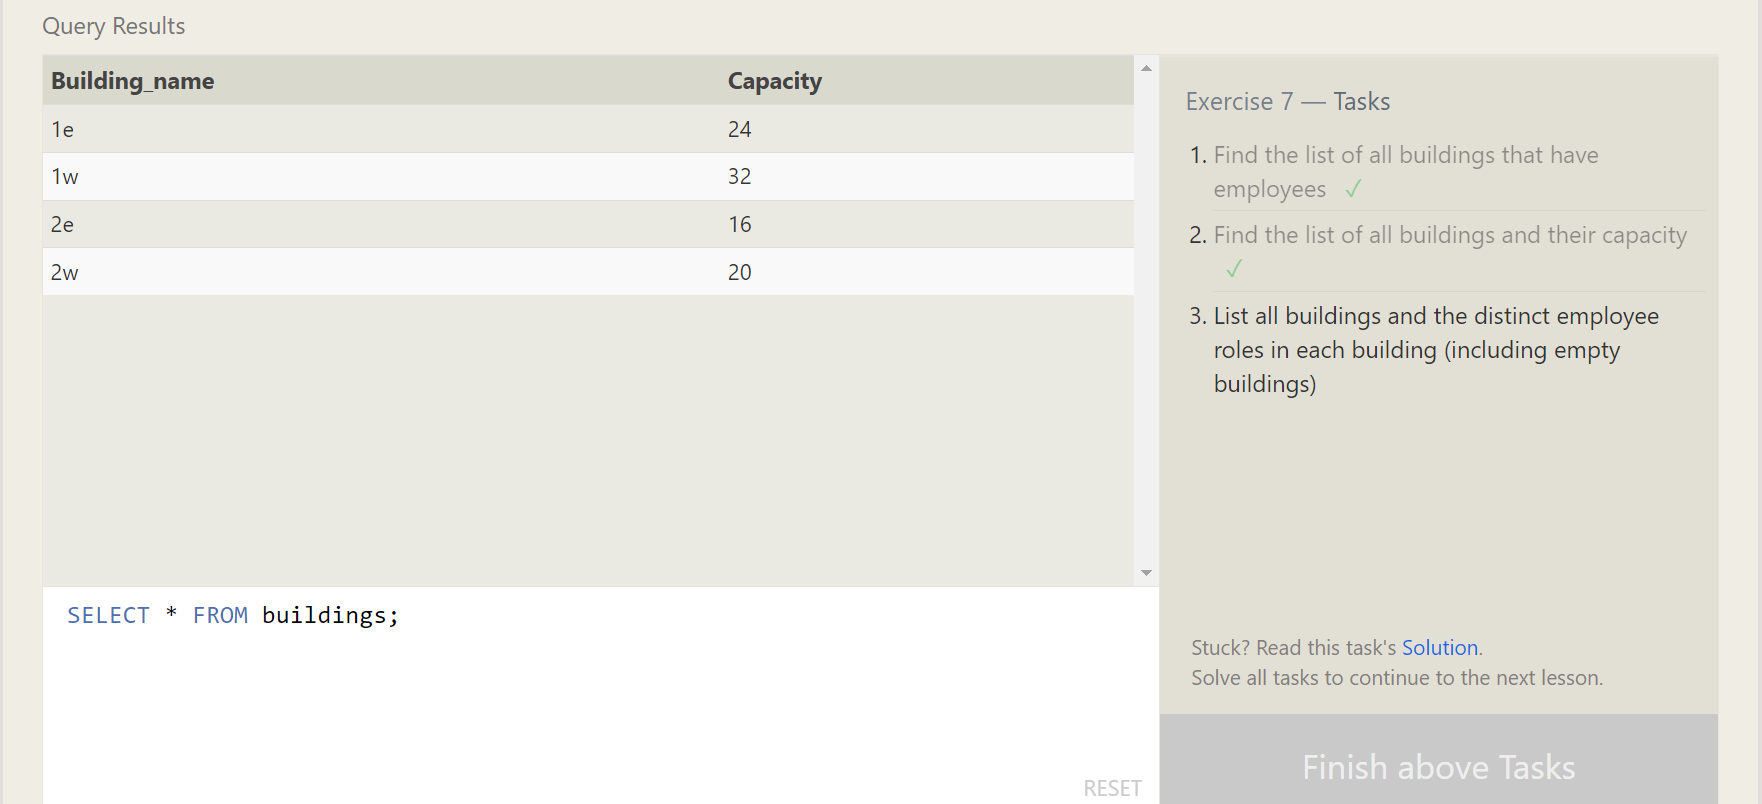 Query Results
Building_name Capacity
1e 24
1w 32
2e 16
2w 20
SELECT * FROM buildings;
RESET
Exercise 7 — Tasks
1. Find the list of all buildings that have
employees ✓
2. Find the list of all buildings and their capacity
✓
3. List all buildings and the distinct employee
roles in each building (including empty
buildings)
Stuck? Read this task's Solution.
Solve all tasks to continue to the next lesson.
Finish above Tasks